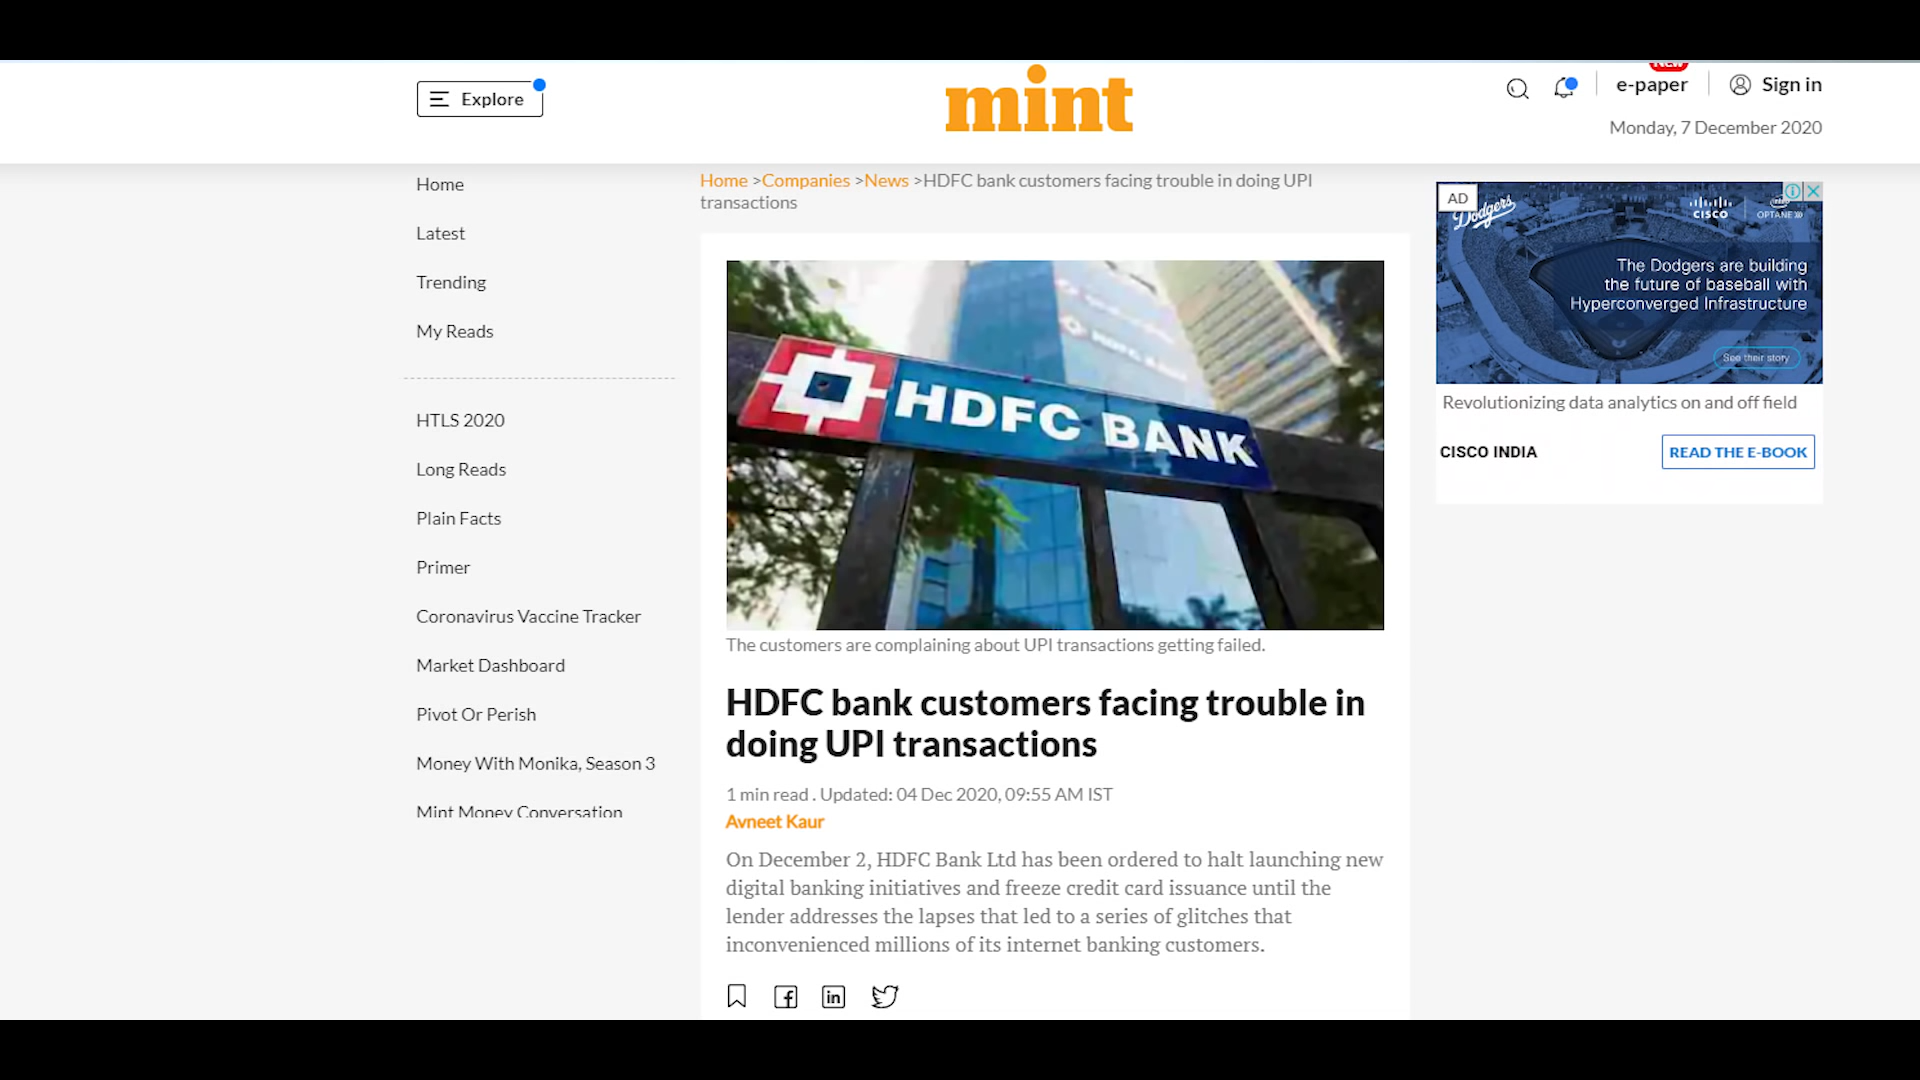 Explore
mint
New
e-paper
Sign in
Monday, 7 December 2020
Home
Latest
Trending
My Reads
HTLS 2020
Long Reads
Plain Facts
Primer
Coronavirus Vaccine Tracker
Market Dashboard
Pivot Or Perish
Money With Monika, Season 3
Mint Money Conversation
Home >Companies >News >HDFC bank customers facing trouble in doing UPI
transactions
HDFC BANK
The customers are complaining about UPI transactions getting failed.
HDFC bank customers facing trouble in
doing UPI transactions
1 min read . Updated: 04 Dec 2020, 09:55 AM IST
Avneet Kaur
On December 2, HDFC Bank Ltd has been ordered to halt launching new
digital banking initiatives and freeze credit card issuance until the
lender addresses the lapses that led to a series of glitches that
inconvenienced millions of its internet banking customers.
AD
Dodgers
CISCO
intel
OPTANE
The Dodgers are building
the future of baseball with
Hyperconverged Infrastructure
See their story
Revolutionizing data analytics on and off field
CISCO INDIA
READ THE E-BOOK